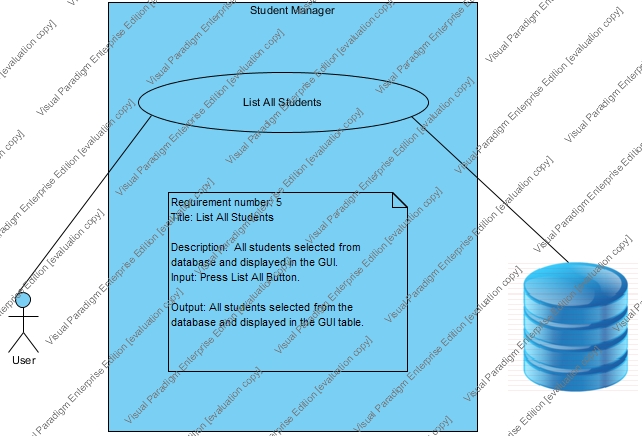 Student Manager
List All Students
Requirement number: 5
Title: List All Students
Description: All students selected from
database and displayed in the GUI.
Input: Press List All Button.
Output: All students selected from the
database and displayed in the GUI table.
User
Visual Paradigm Enterprise Edition [evaluation copy]